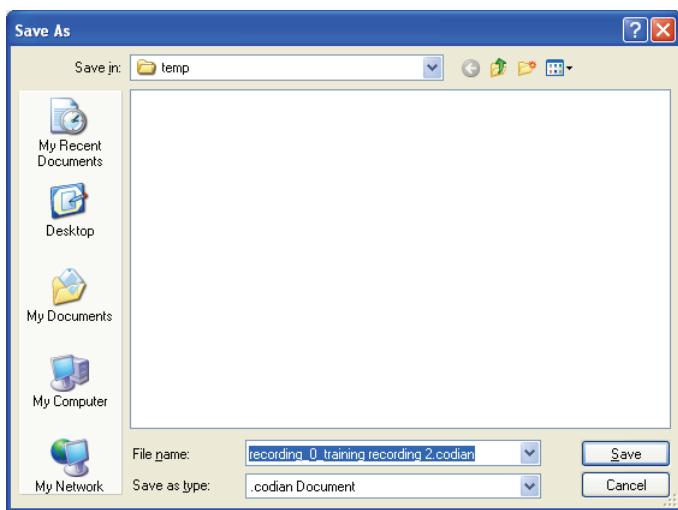 Save As
Save in:
temp
My Recent
Documents
Desktop
My Documents
My Computer
My Network
File name:
recording_0_training recording 2.codian
Save
Save as type:
.codian Document
Cancel